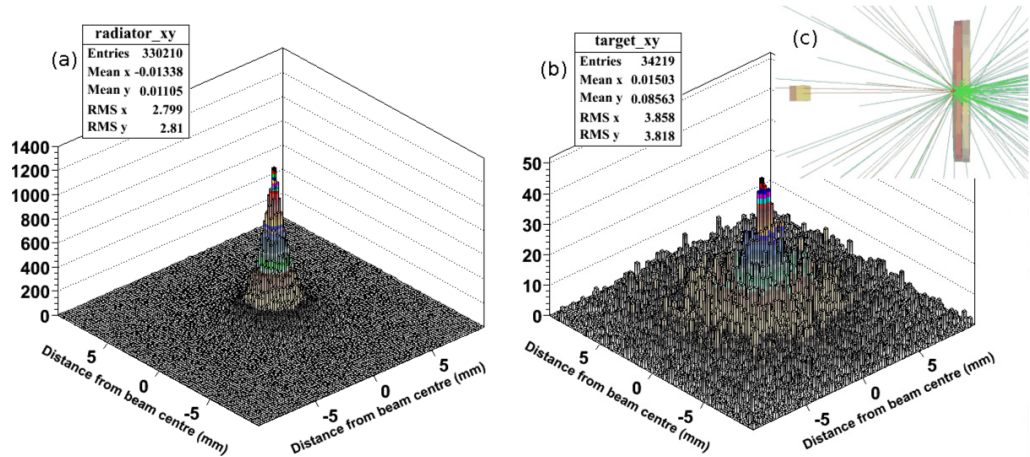 (a)
radiator_xy
Entries 330210
Mean x -0.01338
Mean y 0.01105
RMS x 2.799
RMS y 2.81
1400
1200
1000
800
600
400
200
0
5
0
-5
Distance from beam centre (mm)
-5
0
5
Distance from beam centre (mm)
(b)
target_xy
Entries 34219
Mean x 0.01503
Mean y 0.08563
RMS x 3.858
RMS y 3.818
50
40
30
20
10
0
5
0
-5
Distance from beam centre (mm)
-5
0
5
Distance from beam centre (mm)
(c)